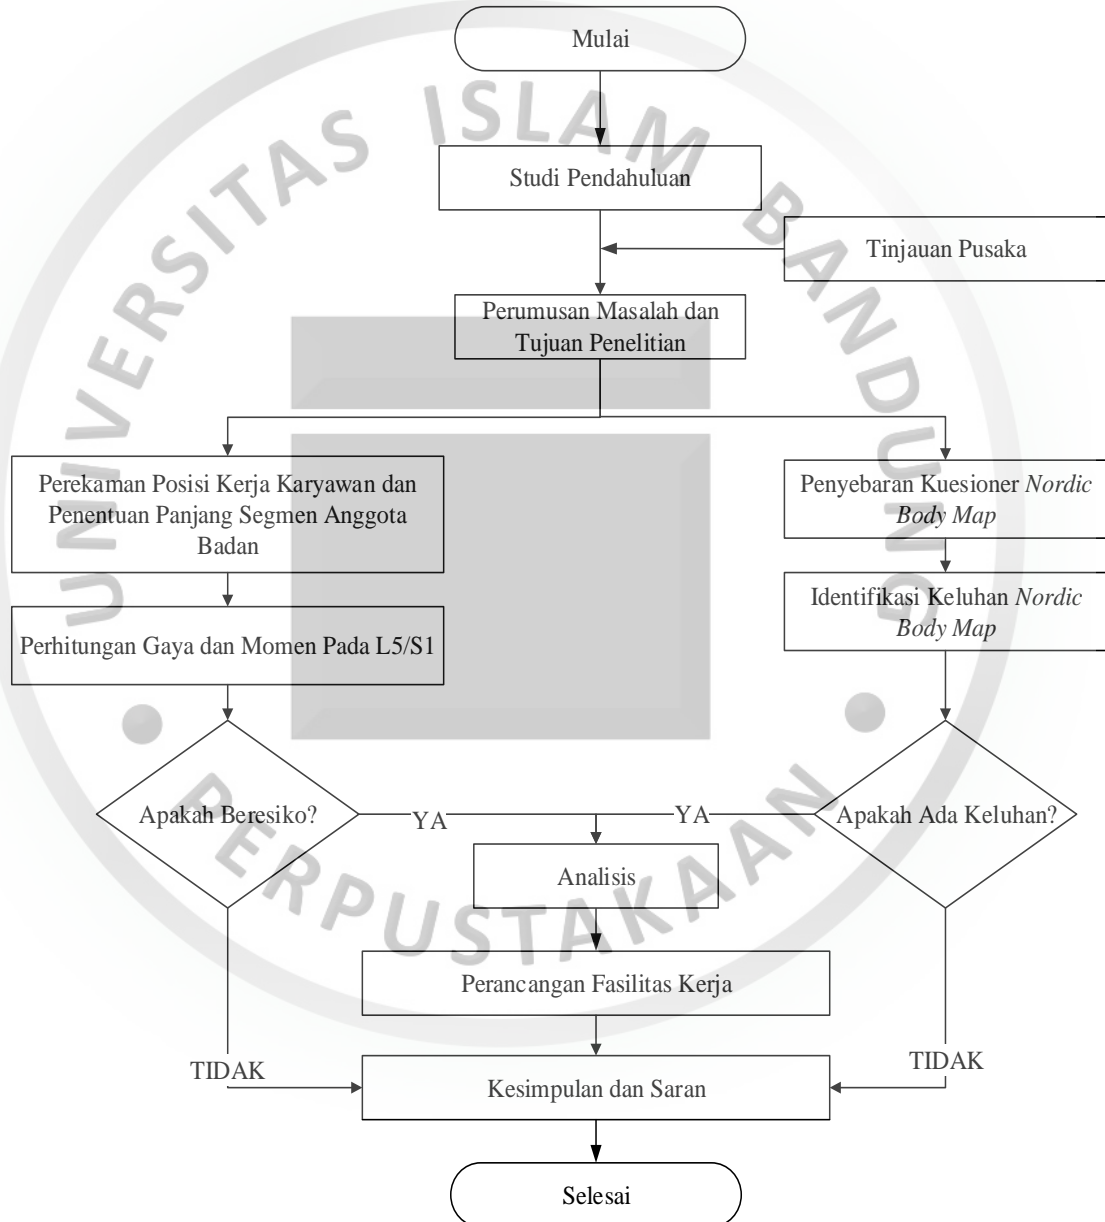 Mulai
Studi Pendahuluan
Tinjauan Pusaka
Perumusan Masalah dan
Tujuan Penelitian
Perekaman Posisi Kerja Karyawan dan
Penentuan Panjang Segmen Anggota
Badan
Penyebaran Kuesioner Nordic
Body Map
Perhitungan Gaya dan Momen Pada L5/S1
Identifikasi Keluhan Nordic
Body Map
Apakah Beresiko?
YA
YA
Apakah Ada Keluhan?
Analisis
Perancangan Fasilitas Kerja
TIDAK
TIDAK
Kesimpulan dan Saran
Selesai
UNIVERSITAS ISLAM BANDUNG
PERPUSTAKAAN